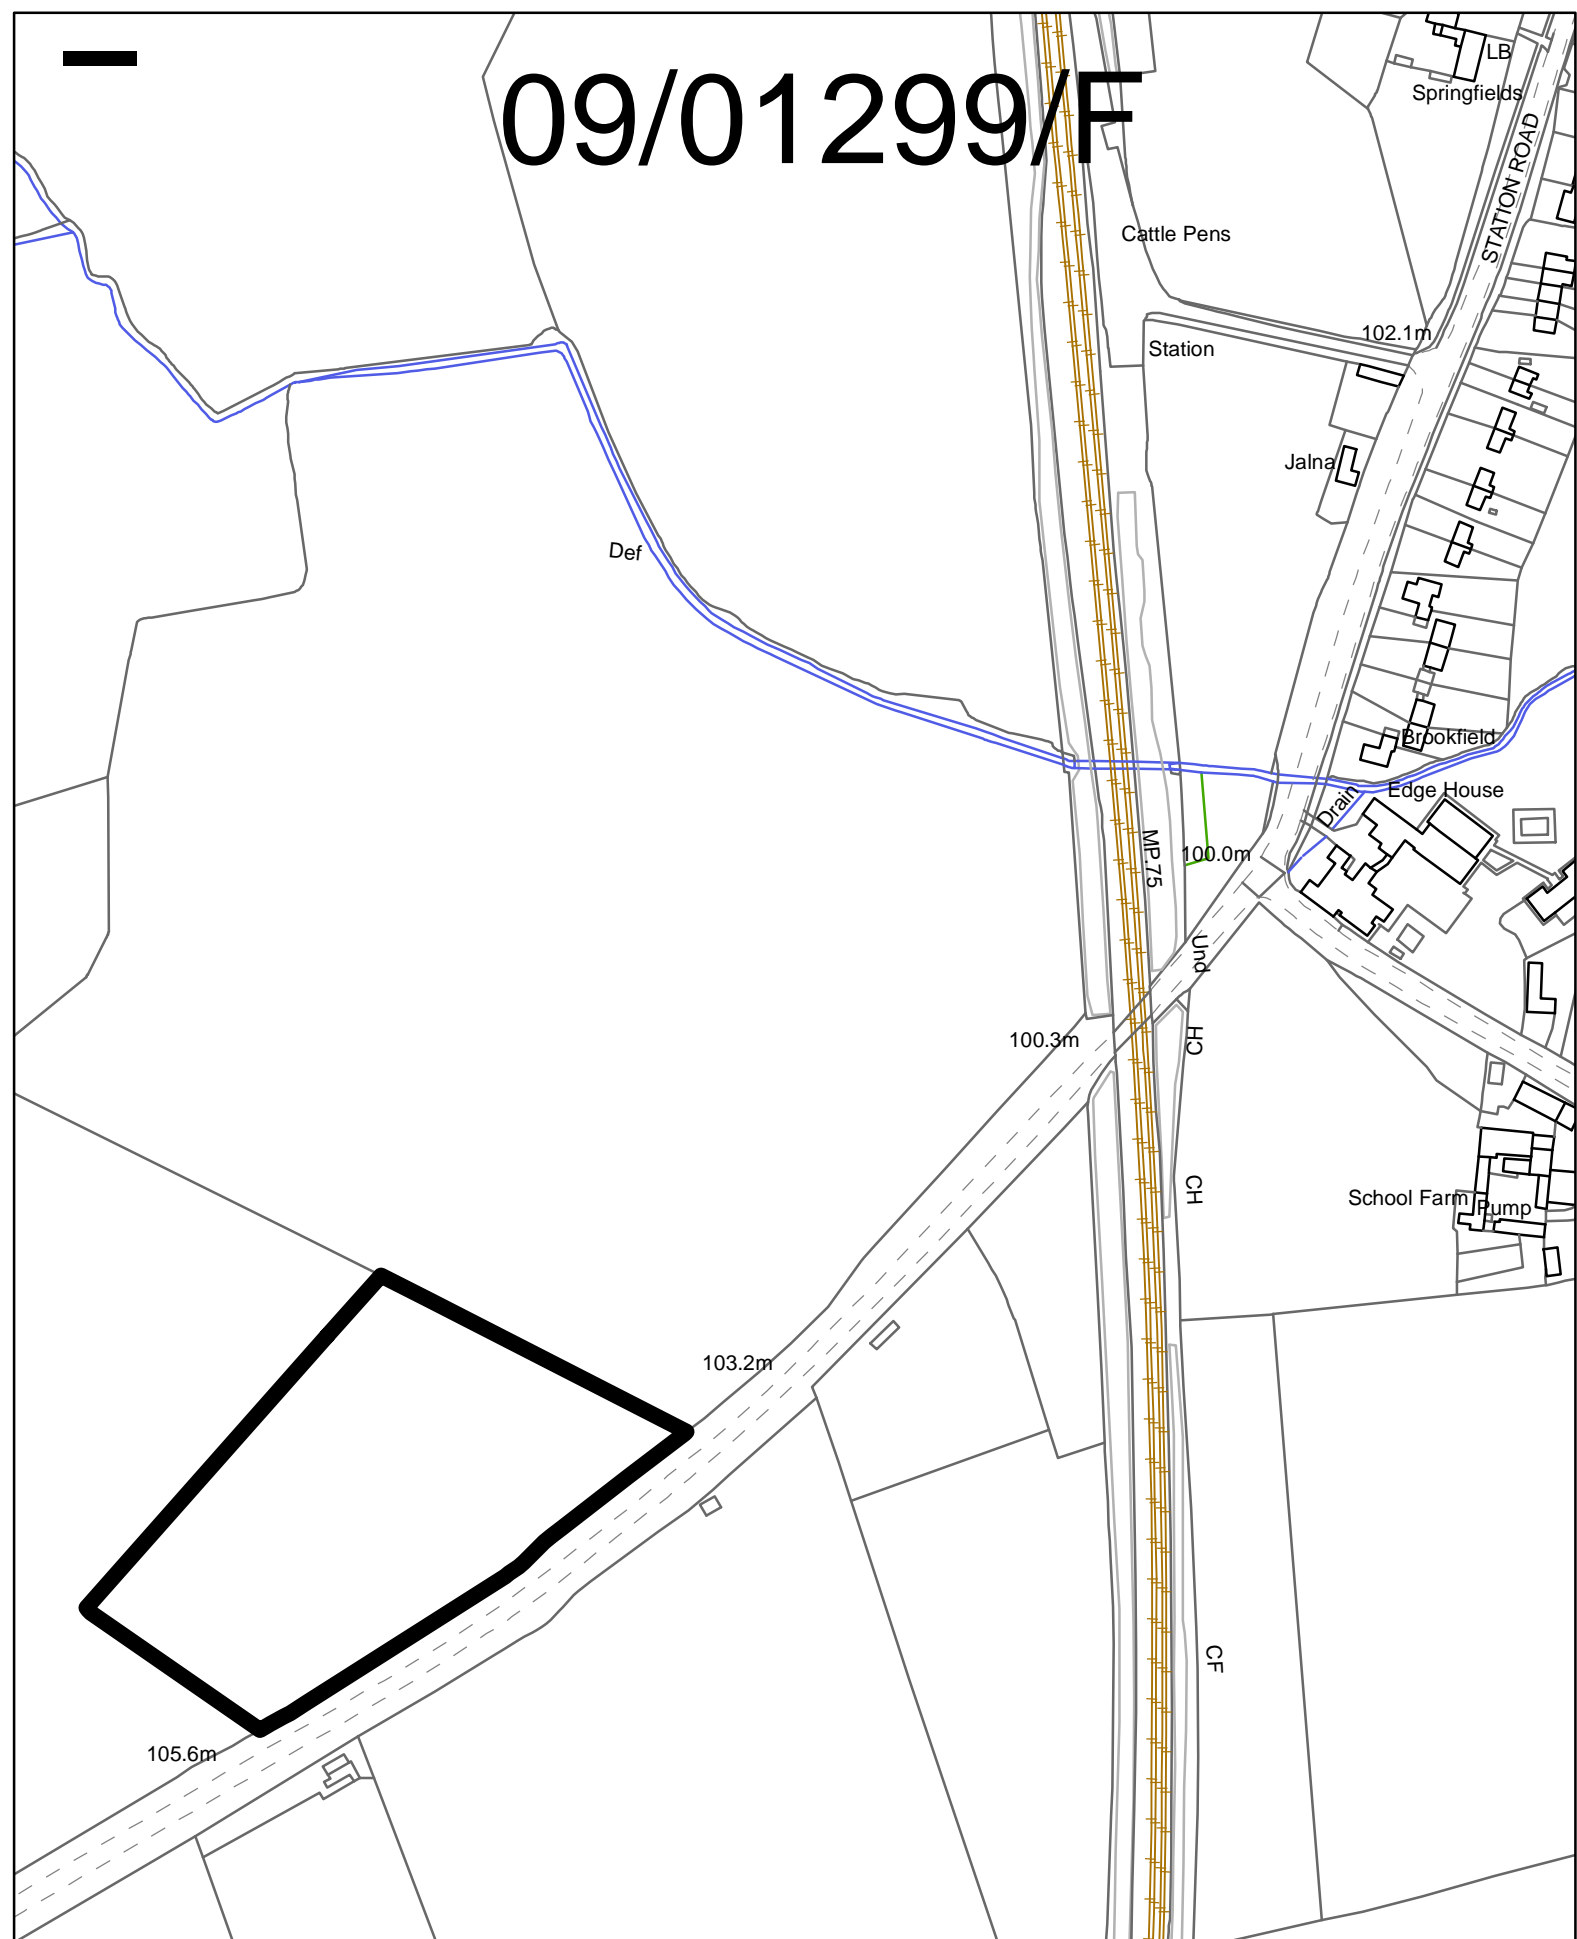 LB
09/01299/F
Springfields
STATION ROAD
Cattle Pens
102.1m
Station
Jalna
Def
Brookfield
Edge House
Drain
MP.75
100.0m
Und
100.3m
CH
CH
School Farm
Pump
103.2m
CF
105.6m